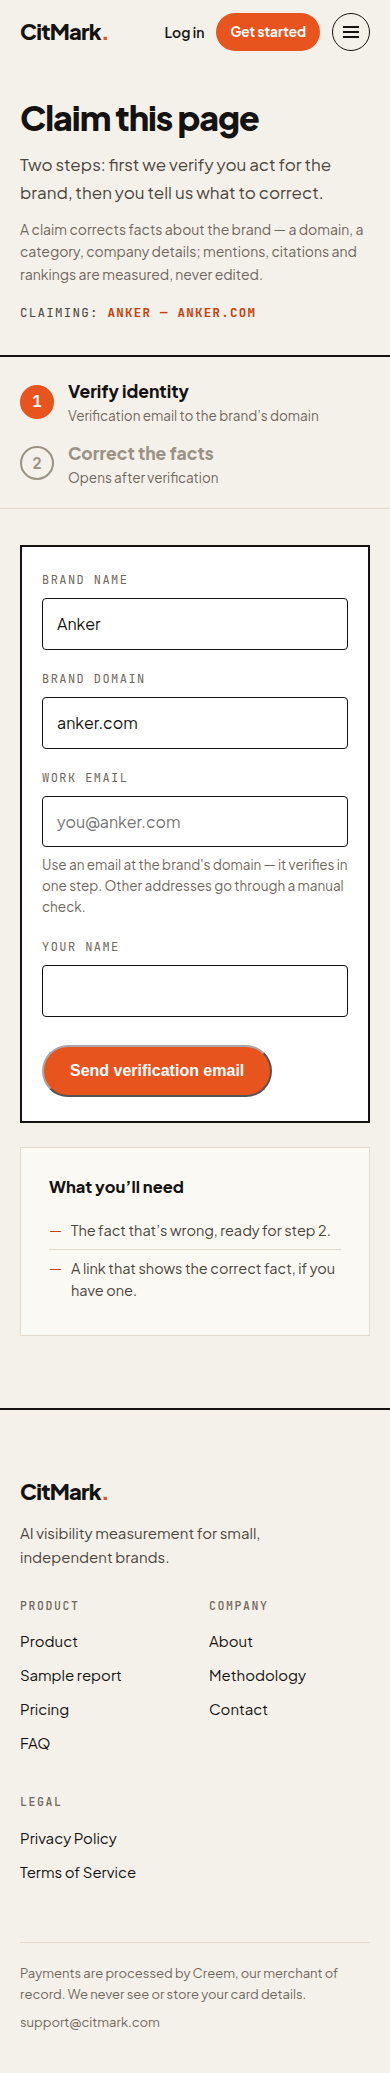 CitMark.
Log in
Get started
Claim this page
Two steps: first we verify you act for the
brand, then you tell us what to correct.
A claim corrects facts about the brand — a domain, a
category, company details; mentions, citations and
rankings are measured, never edited.
CLAIMING: ANKER — ANKER.COM
1
Verify identity
Verification email to the brand's domain
2
Correct the facts
Opens after verification
BRAND NAME
Anker
BRAND DOMAIN
anker.com
WORK EMAIL
you@anker.com
Use an email at the brand's domain — it verifies in
one step. Other addresses go through a manual
check.
YOUR NAME
Send verification email
What you'll need
— The fact that's wrong, ready for step 2.
— A link that shows the correct fact, if you
have one.
CitMark.
AI visibility measurement for small,
independent brands.
PRODUCT
Product
Sample report
Pricing
FAQ
COMPANY
About
Methodology
Contact
LEGAL
Privacy Policy
Terms of Service
Payments are processed by Creem, our merchant of
record. We never see or store your card details.
support@citmark.com